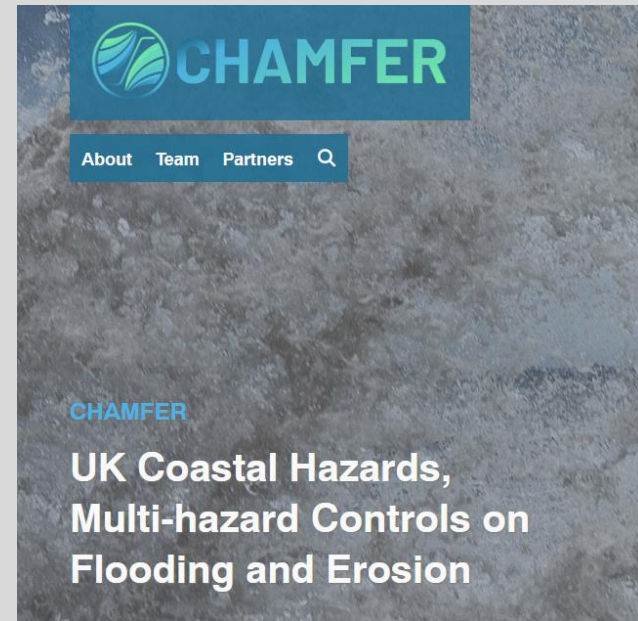 CHAMFER
About Team Partners
CHAMFER
UK Coastal Hazards,
Multi-hazard Controls on
Flooding and Erosion